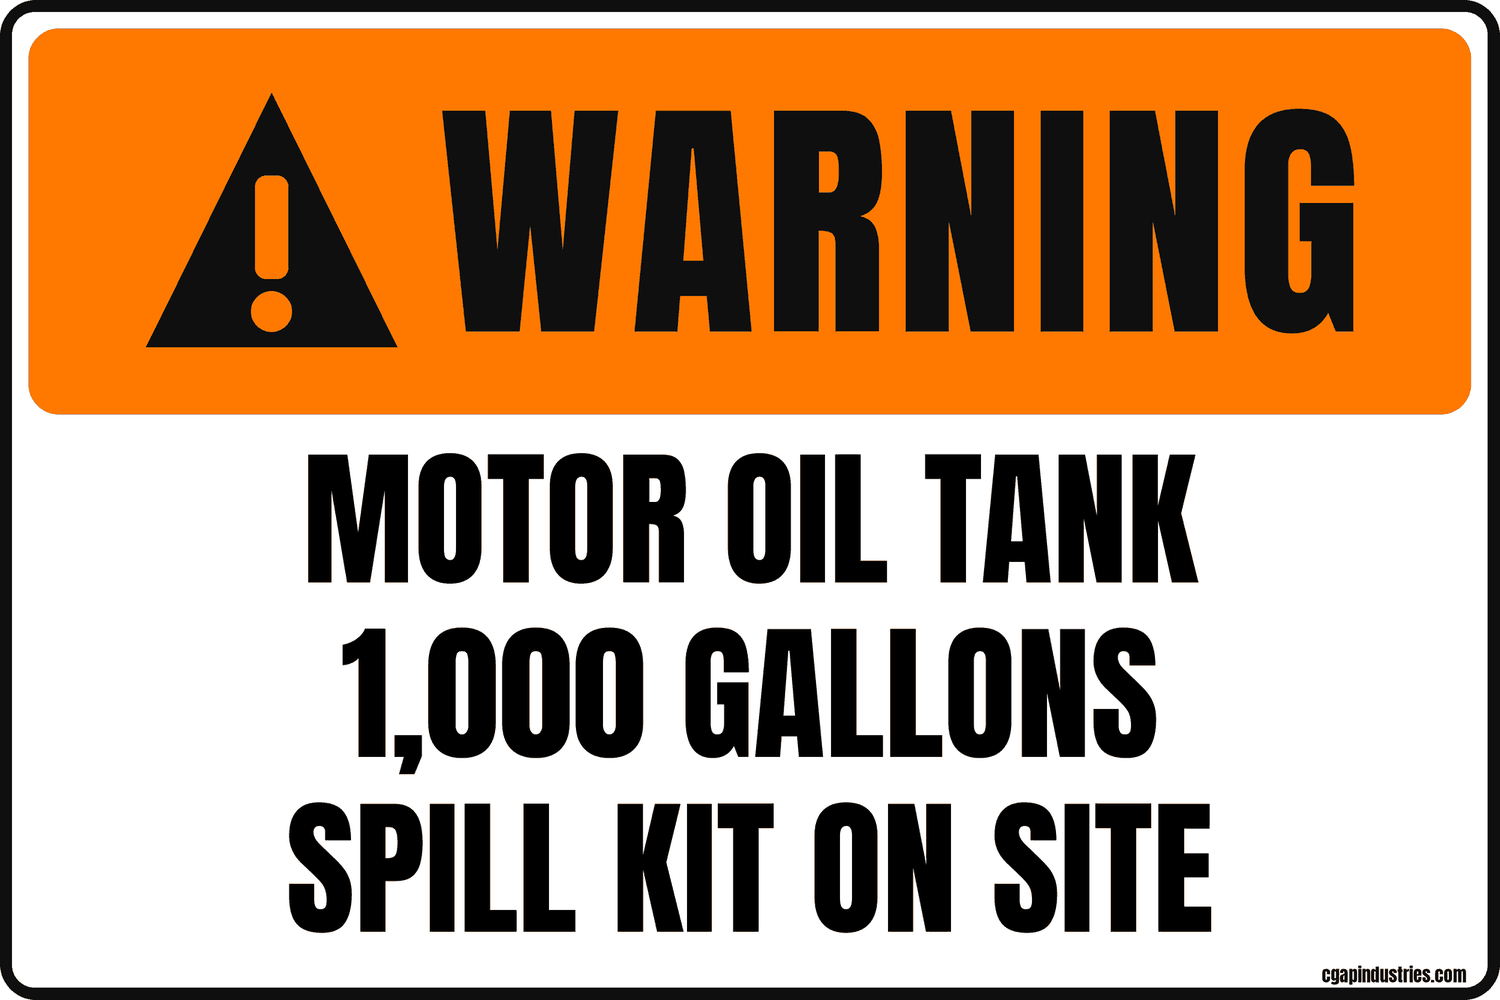 WARNING
MOTOR OIL TANK
1,000 GALLONS
SPILL KIT ON SITE
cgapindustries.com